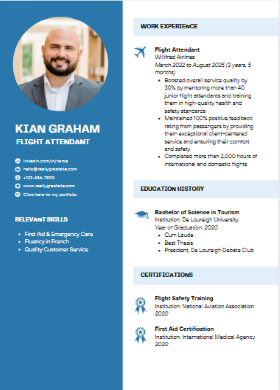 KIAN GRAHAM
FLIGHT ATTENDANT
linkedin.com/in/name
hello@reallygreatsite.com
+123-456-7890
www.reallygreatsite.com
Click here for my portfolio
RELEVANT SKILLS
First Aid & Emergency Care
Fluency in French
Quality Customer Service
WORK EXPERIENCE
Flight Attendant
Wilifred Airlines
March 2022 to August 2025 (2 years, 5
months)
Boosted overall service quality by
30% by mentoring more than 40
junior flight attendants and training
them in high-quality health and
safety standards
Maintained 100% positive feedback
rating from passengers by providing
them exceptional client-centered
service and ensuring their comfort
and safety
Completed more than 2,000 hours of
international and domestic flights
EDUCATION HISTORY
Bachelor of Science in Tourism
Institution: De Loureigh University
Year of Graduation: 2020
Cum Laude
Best Thesis
President, De Loureigh Debate Club
CERTIFICATIONS
Flight Safety Training
Institution: National Aviation Association
2020
First Aid Certification
Institution: International Medical Agency
2020